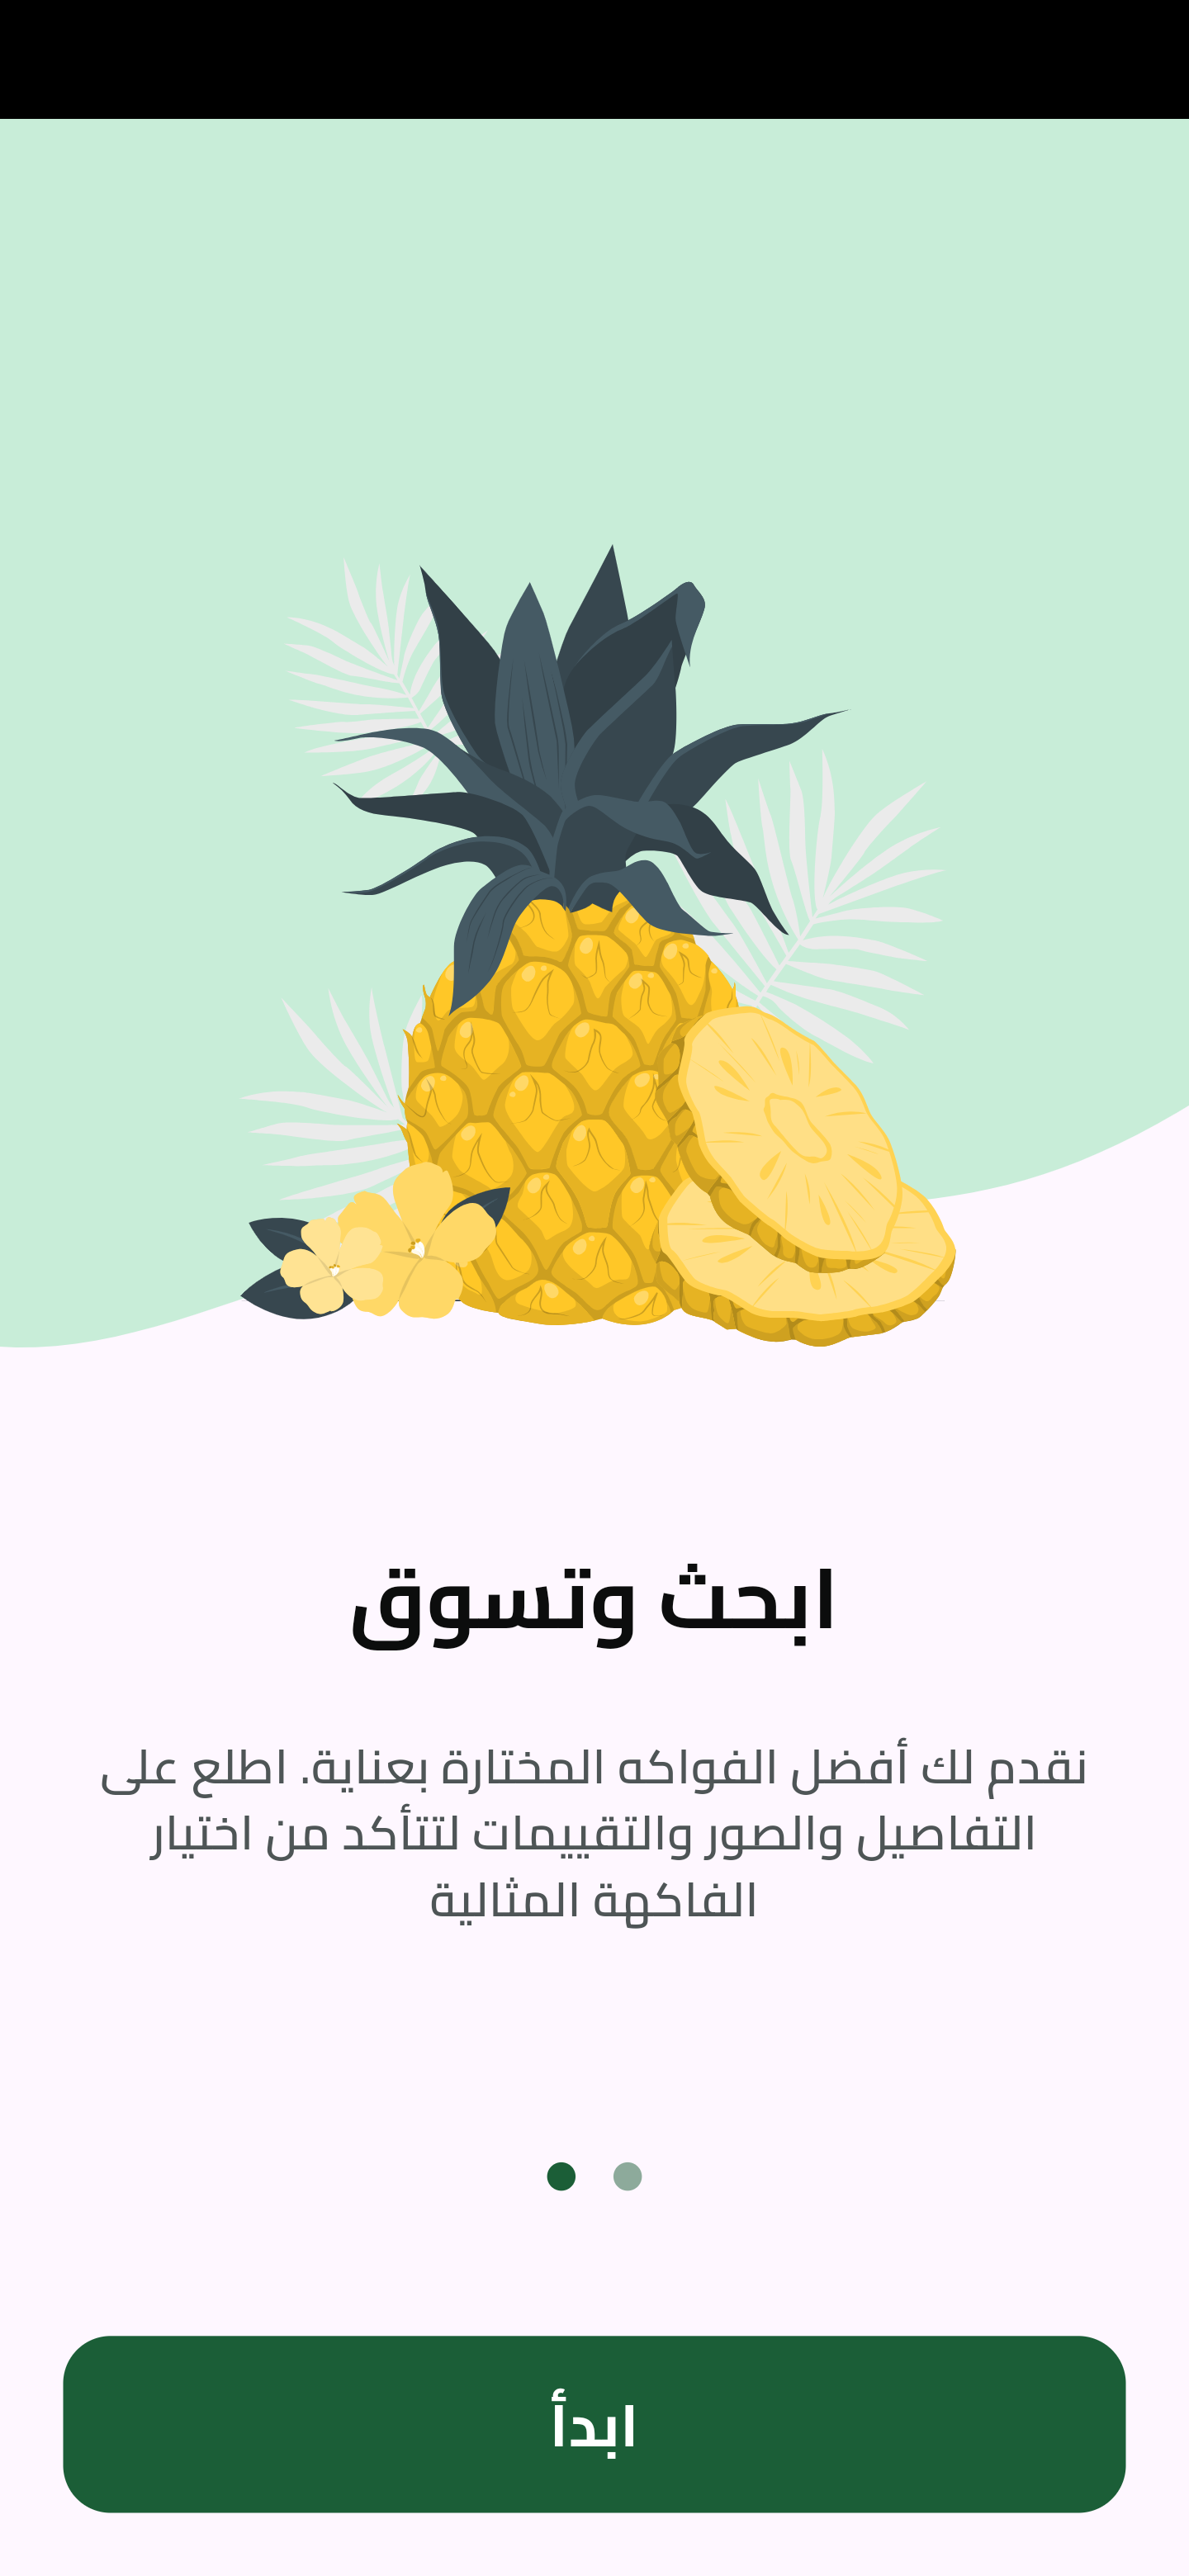 ابحث وتسوق
نقدم لك أفضل الفواكه المختارة بعناية. اطلع على
التفاصيل والصور والتقييمات لتتأكد من اختيار
الفاكهة المثالية
ابدأ